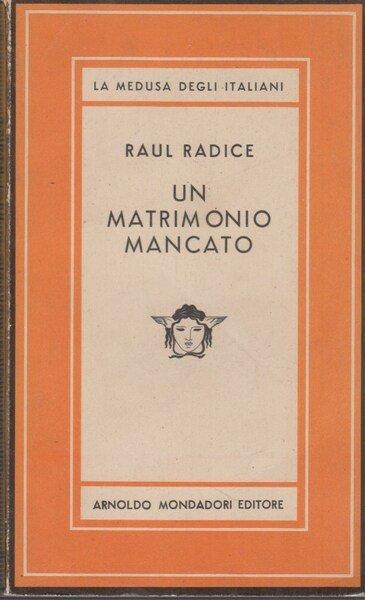 LA MEDUSA DEGLI ITALIANI
RAUL RADICE
UN
MATRIMONIO
MANCATO
ARNOLDO MONDADORI EDITORE